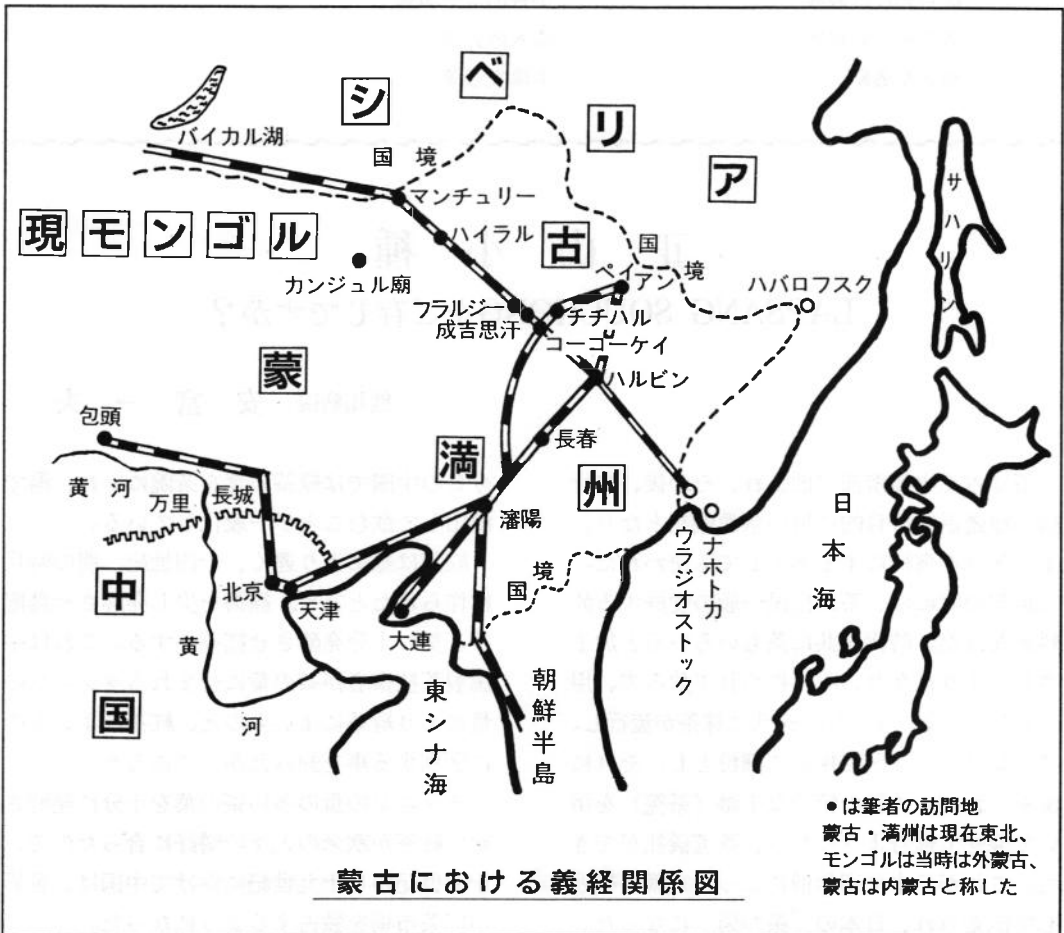 シベリア
バイカル湖
国境
マンチュリー
現モンゴル
ハイラル
カンジュル廟
古
国境
ペイアン
ハバロフスク
サハリン
フラルジー
チチハル
成吉思汗
コーゴーケイ
ハルビン
蒙
包頭
満
長春
州
黄河
万里長城
瀋陽
ウラジオストック
ナホトカ
日本海
中国
北京
天津
大連
国境
黄河
東シナ海
朝鮮半島
●は筆者の訪問地
蒙古・満州は現在東北、
モンゴルは当時は外蒙古、
蒙古は内蒙古と称した
蒙古における義経関係図